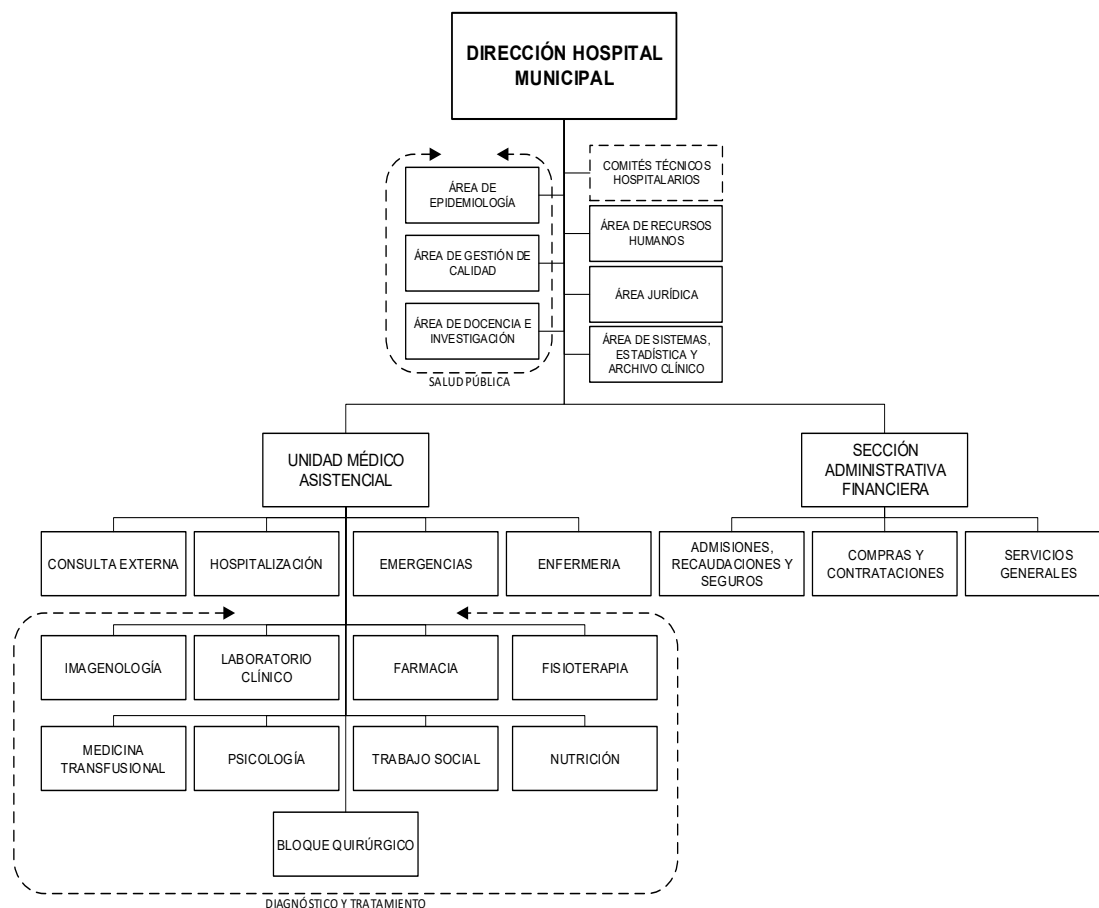 DIRECCIÓN HOSPITAL
MUNICIPAL
COMITÉS TÉCNICOS
HOSPITALARIOS
ÁREA DE
EPIDEMIOLOGÍA
ÁREA DE RECURSOS
HUMANOS
ÁREA DE GESTIÓN DE
CALIDAD
ÁREA JURÍDICA
ÁREA DE DOCENCIA E
INVESTIGACIÓN
ÁREA DE SISTEMAS,
ESTADÍSTICA Y
ARCHIVO CLÍNICO
SALUD PÚBLICA
UNIDAD MÉDICO
ASISTENCIAL
SECCIÓN
ADMINISTRATIVA
FINANCIERA
CONSULTA EXTERNA
HOSPITALIZACIÓN
EMERGENCIAS
ENFERMERIA
ADMISIONES,
RECAUDACIONES Y
SEGUROS
COMPRAS Y
CONTRATACIONES
SERVICIOS
GENERALES
IMAGENOLOGÍA
LABORATORIO
CLÍNICO
FARMACIA
FISIOTERAPIA
MEDICINA
TRANSFUSIONAL
PSICOLOGÍA
TRABAJO SOCIAL
NUTRICIÓN
BLOQUE QUIRÚRGICO
DIAGNÓSTICO Y TRATAMIENTO